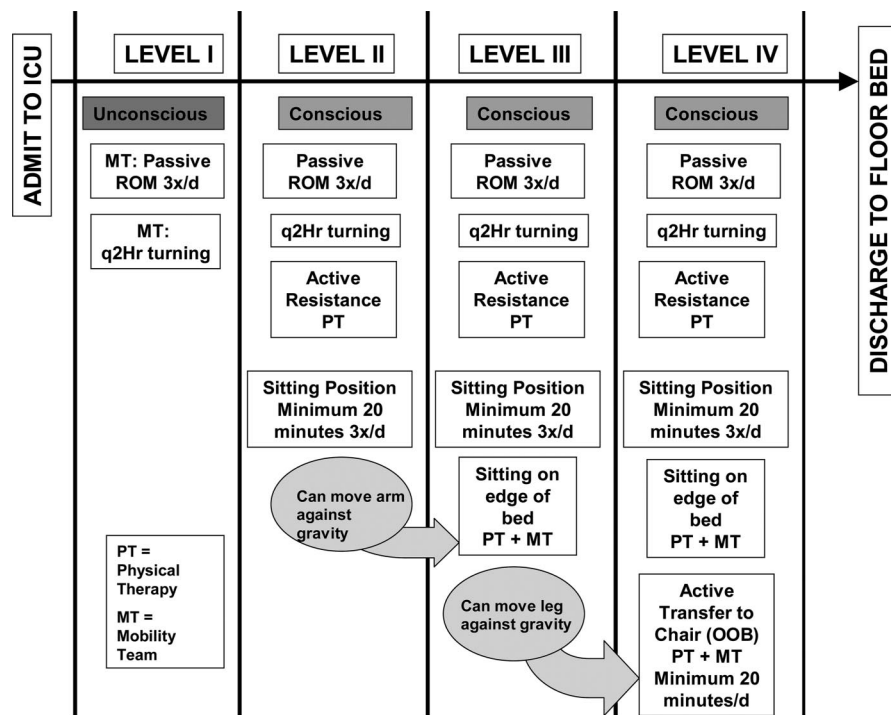 ADMIT TO ICU
LEVEL I
Unconscious
MT: Passive
ROM 3x/d
MT:
q2Hr turning
PT =
Physical
Therapy
MT =
Mobility
Team
LEVEL II
Conscious
Passive
ROM 3x/d
q2Hr turning
Active
Resistance
PT
Sitting Position
Minimum 20
minutes 3x/d
Can move arm
against
gravity
LEVEL III
Conscious
Passive
ROM 3x/d
q2Hr turning
Active
Resistance
PT
Sitting Position
Minimum 20
minutes 3x/d
Sitting on
edge of
bed
PT + MT
Can move leg
against gravity
LEVEL IV
Conscious
Passive
ROM 3x/d
q2Hr turning
Active
Resistance
PT
Sitting Position
Minimum 20
minutes 3x/d
Sitting on
edge of
bed
PT + MT
Active
Transfer to
Chair (OOB)
PT + MT
Minimum 20
minutes/d
DISCHARGE TO FLOOR BED